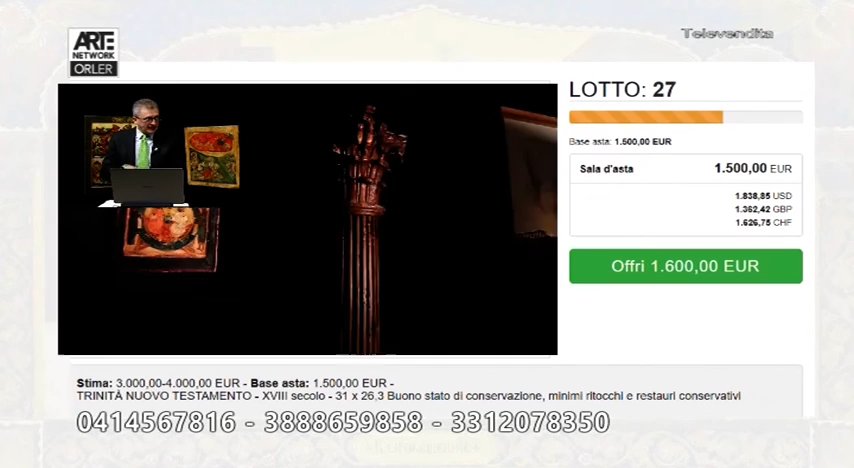 ARTE
NETWORK
ORLER
Televendita
LOTTO: 27
Base asta: 1.500,00 EUR
Sala d'asta 1.500,00 EUR
1.838,85 USD
1.362,42 GBP
1.626,75 CHF
Offri 1.600,00 EUR
Stima: 3.000,00-4.000,00 EUR - Base asta: 1.500,00 EUR -
TRINITÀ NUOVO TESTAMENTO - XVIII secolo - 31 x 26,3 Buono stato di conservazione, minimi ritocchi e restauri conservativi
0414567816 - 3888659858 - 3312078350